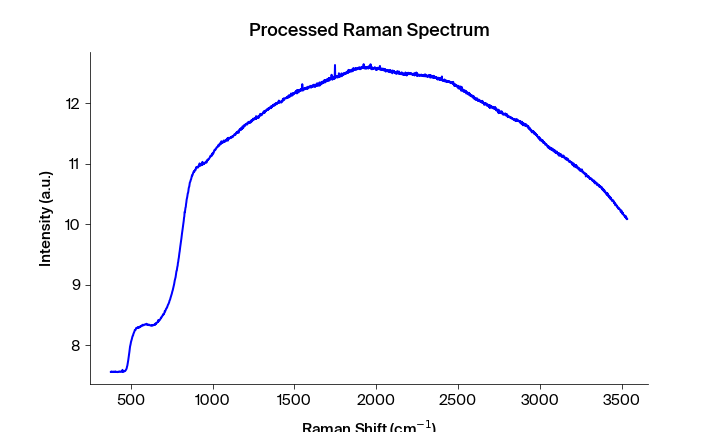 Processed Raman Spectrum
12
11
10
9
8
Intensity (a.u.)
500 1000 1500 2000 2500 3000 3500
Raman Shift (cm⁻¹)